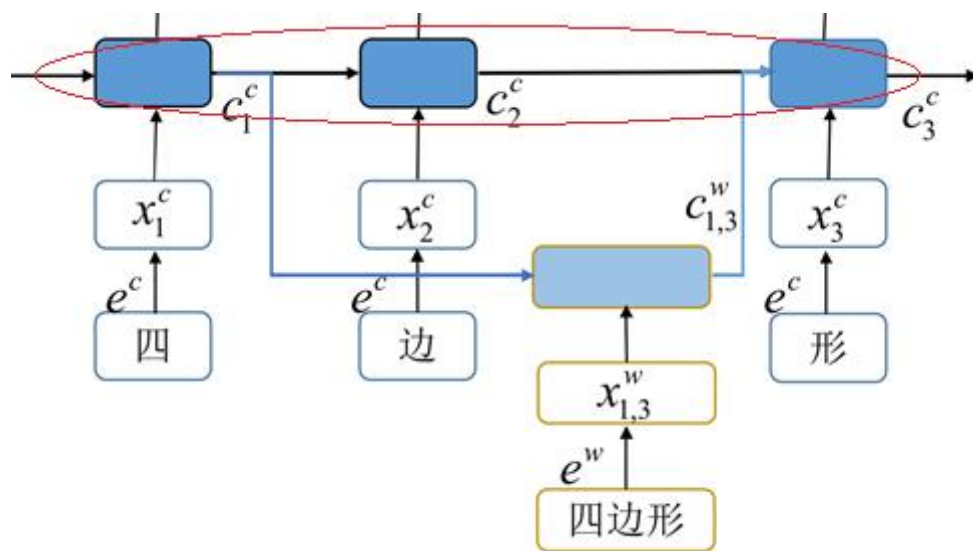 c_1^c c_2^c c_3^c
x_1^c x_2^c c_{1,3}^w x_3^c
e^c e^c e^c
四 边 形
x_{1,3}^w
e^w
四边形